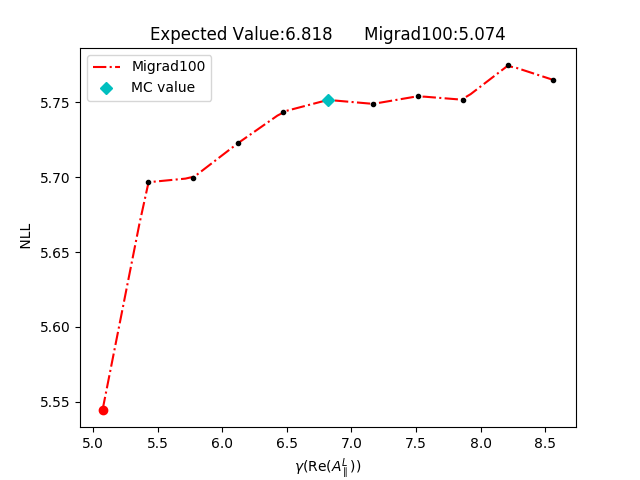 Expected Value:6.818 Migrad100:5.074
Migrad100
MC value
NLL
5.75
5.70
5.65
5.60
5.55
5.0 5.5 6.0 6.5 7.0 7.5 8.0 8.5
γ(Re(A∥ᴸ))